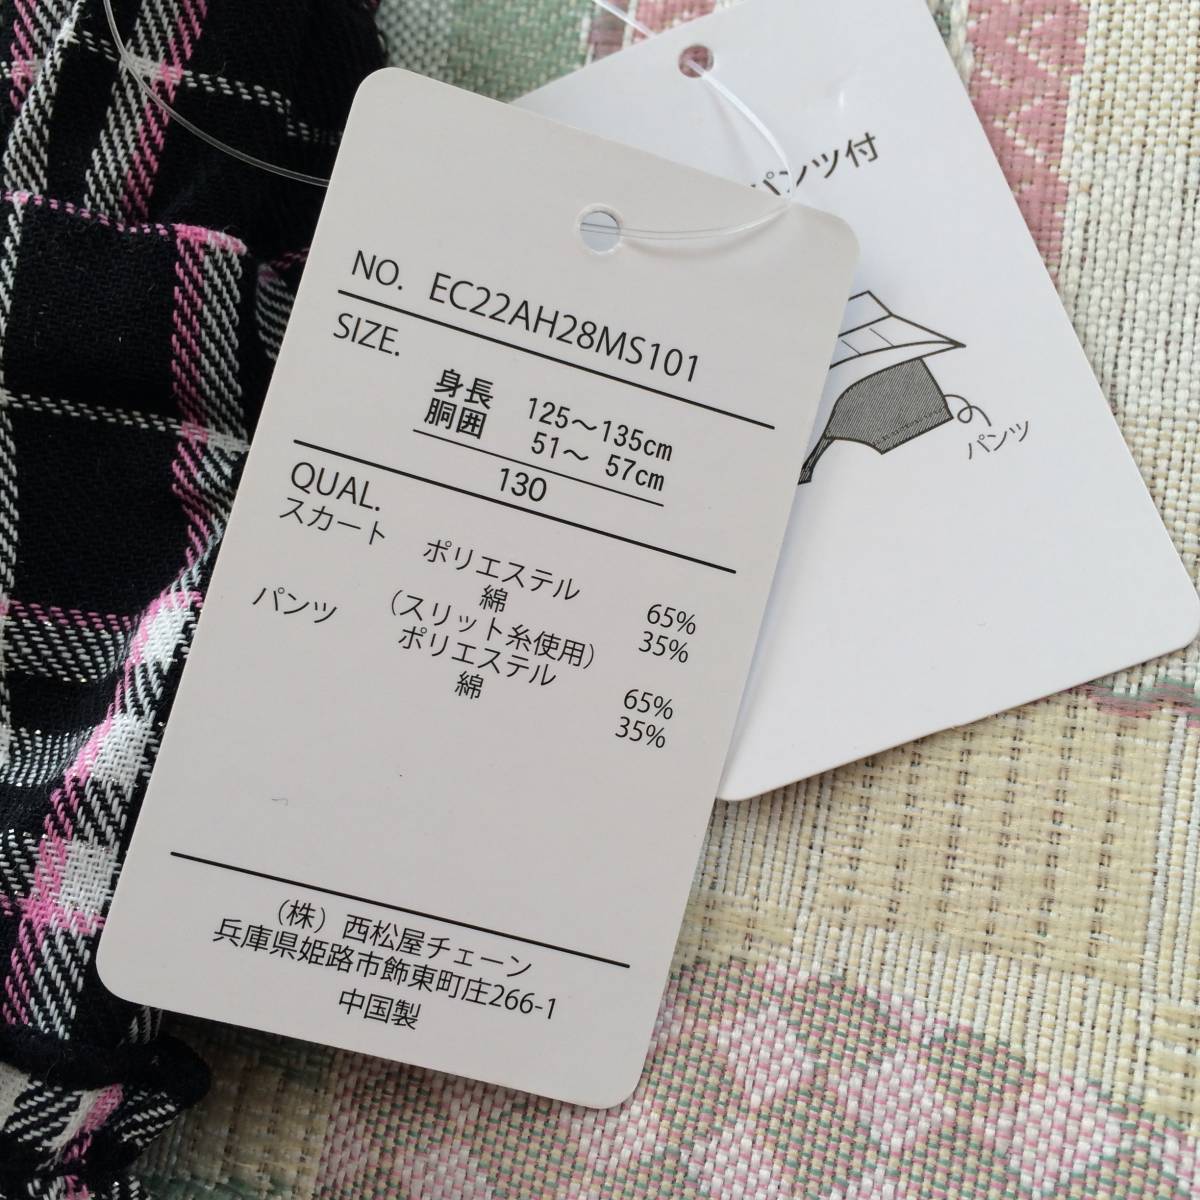 NO. EC22AH28MS101
SIZE.
身長 125～135cm
胴囲 51～ 57cm
130
QUAL.
スカート ポリエステル 65%
綿 35%
(スリット糸使用)
パンツ ポリエステル 65%
綿 35%
(株)西松屋チェーン
兵庫県姫路市飾東町庄266-1
中国製
パンツ付
パンツ